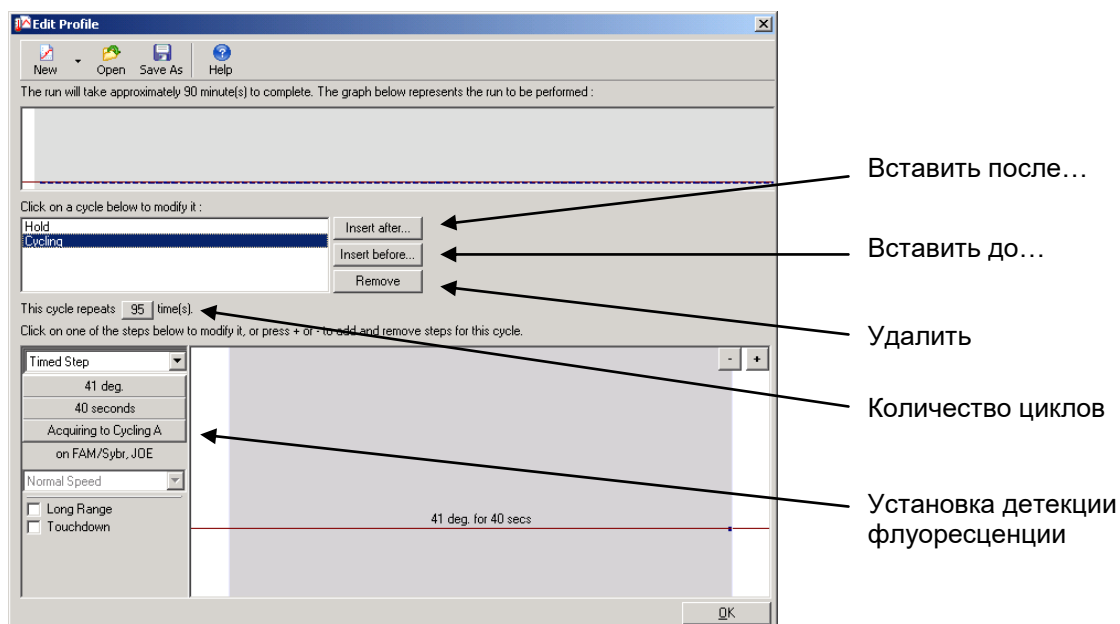 Edit Profile
New Open Save As Help
The run will take approximately 90 minute(s) to complete. The graph below represents the run to be performed :
Click on a cycle below to modify it :
Hold
Cycling
Insert after...
Insert before...
Remove
This cycle repeats 95 time(s).
Click on one of the steps below to modify it, or press + or - to add and remove steps for this cycle.
Timed Step
- +
41 deg.
40 seconds
Acquiring to Cycling A
on FAM/Sybr, JOE
Normal Speed
Long Range
Touchdown
41 deg. for 40 secs
OK
Вставить после…
Вставить до…
Удалить
Количество циклов
Установка детекции
флуоресценции